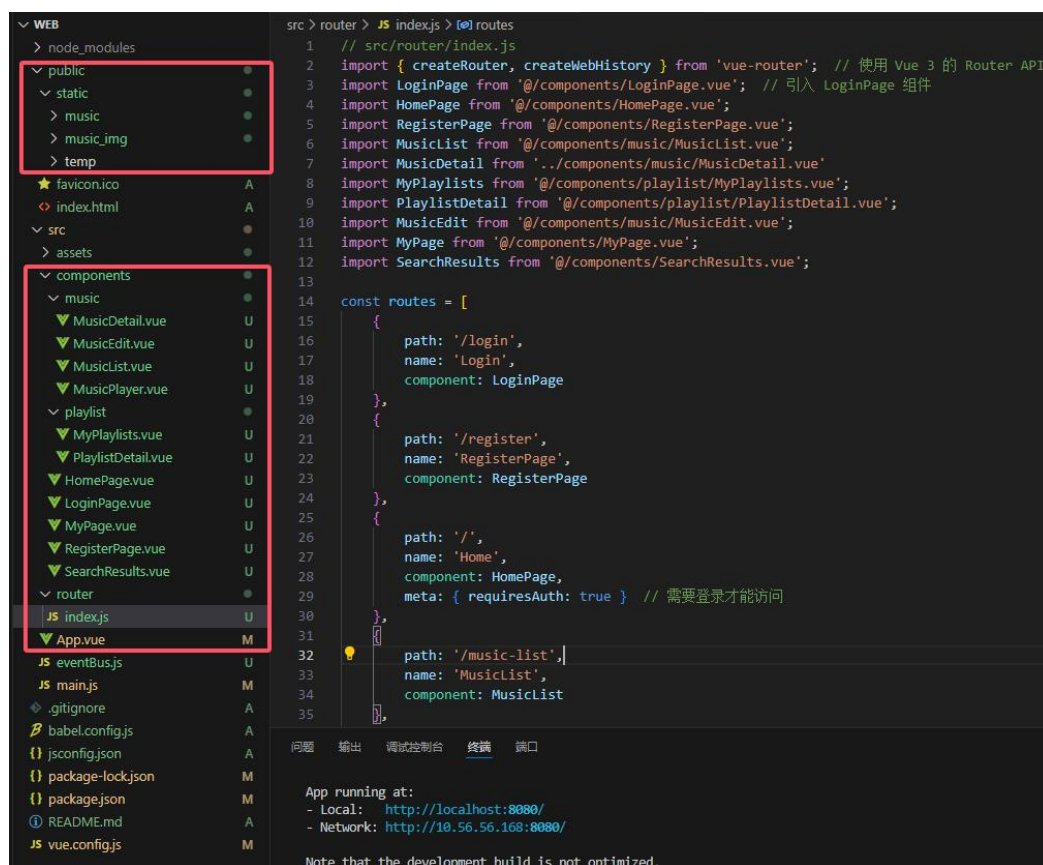 WEB
node_modules
public
static
music
music_img
temp
favicon.ico A
index.html A
src
assets
components
music
MusicDetail.vue U
MusicEdit.vue U
MusicList.vue U
MusicPlayer.vue U
playlist
MyPlaylists.vue U
PlaylistDetail.vue U
HomePage.vue U
LoginPage.vue U
MyPage.vue U
RegisterPage.vue U
SearchResults.vue U
router
JS index.js U
App.vue M
JS eventBus.js U
JS main.js M
.gitignore A
babel.config.js A
{} jsconfig.json A
{} package-lock.json M
{} package.json M
README.md A
JS vue.config.js M
src > router > JS index.js > routes
1 // src/router/index.js
2 import { createRouter, createWebHistory } from 'vue-router'; // 使用 Vue 3 的 Router API
3 import LoginPage from '@/components/LoginPage.vue'; // 引入 LoginPage 组件
4 import HomePage from '@/components/HomePage.vue';
5 import RegisterPage from '@/components/RegisterPage.vue';
6 import MusicList from '@/components/music/MusicList.vue';
7 import MusicDetail from '../components/music/MusicDetail.vue'
8 import MyPlaylists from '@/components/playlist/MyPlaylists.vue';
9 import PlaylistDetail from '@/components/playlist/PlaylistDetail.vue';
10 import MusicEdit from '@/components/music/MusicEdit.vue';
11 import MyPage from '@/components/MyPage.vue';
12 import SearchResults from '@/components/SearchResults.vue';
13
14 const routes = [
15 {
16 path: '/login',
17 name: 'Login',
18 component: LoginPage
19 },
20 {
21 path: '/register',
22 name: 'RegisterPage',
23 component: RegisterPage
24 },
25 {
26 path: '/',
27 name: 'Home',
28 component: HomePage,
29 meta: { requiresAuth: true } // 需要登录才能访问
30 },
31 {
32 path: '/music-list',
33 name: 'MusicList',
34 component: MusicList
35 },
问题 输出 调试控制台 终端 端口
App running at:
- Local: http://localhost:8080/
- Network: http://10.56.56.168:8080/
Note that the development build is not optimized.